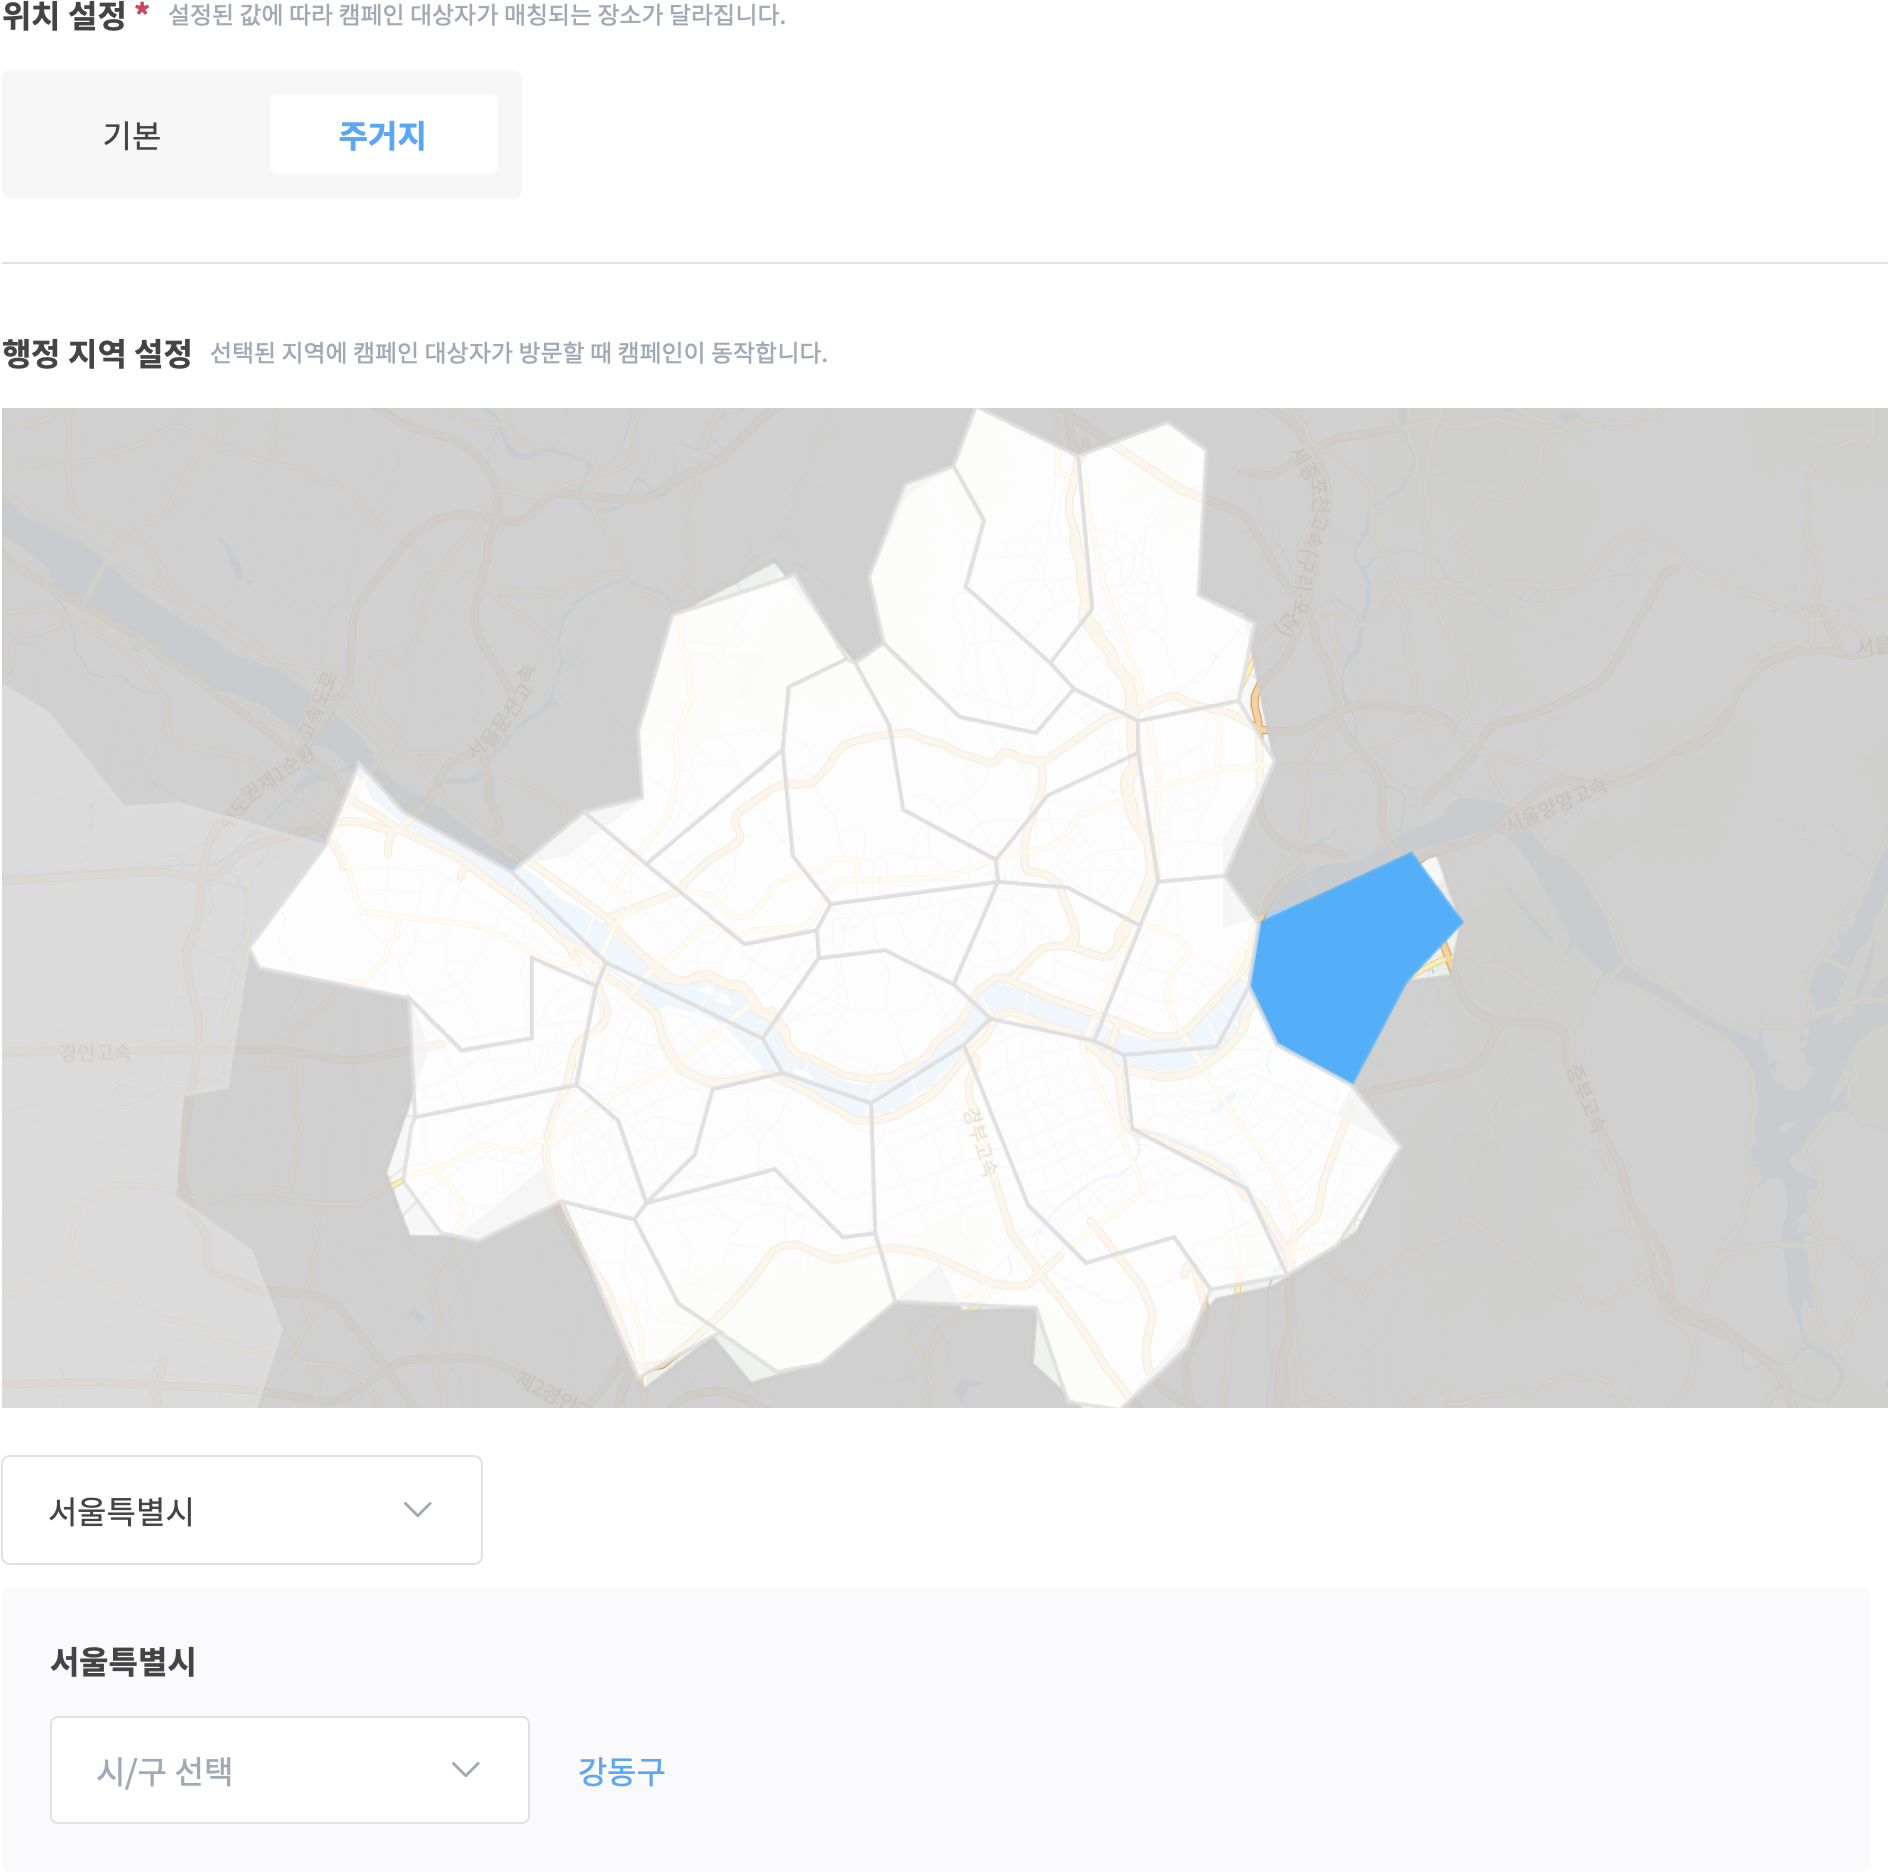 위치 설정 * 설정된 값에 따라 캠페인 대상자가 매칭되는 장소가 달라집니다.
기본 주거지
행정 지역 설정 선택된 지역에 캠페인 대상자가 방문할 때 캠페인이 동작합니다.
세종포천고속(구리-포천)
서울
고속도로
서울문산고속
수도권제1순환
서울양양고속
경인고속
중부고속
경부고속
제2경인고
서울특별시
서울특별시
시/구 선택 강동구